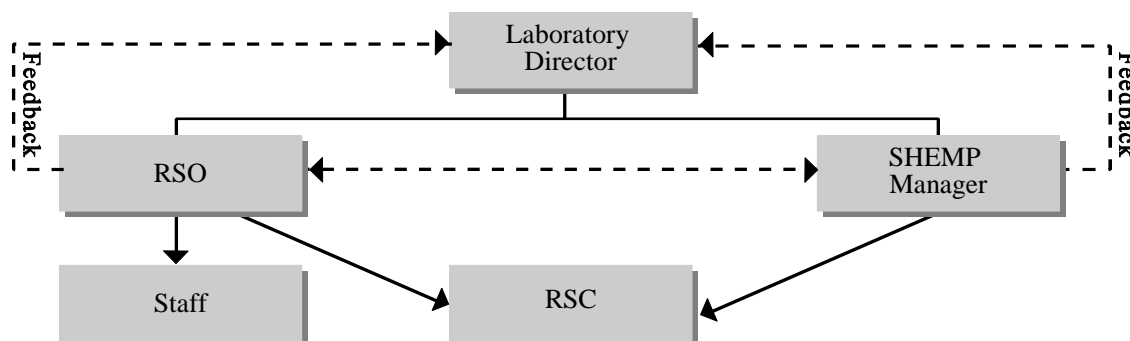 Laboratory
Director
Feedback
Feedback
RSO
SHEMP
Manager
Staff
RSC